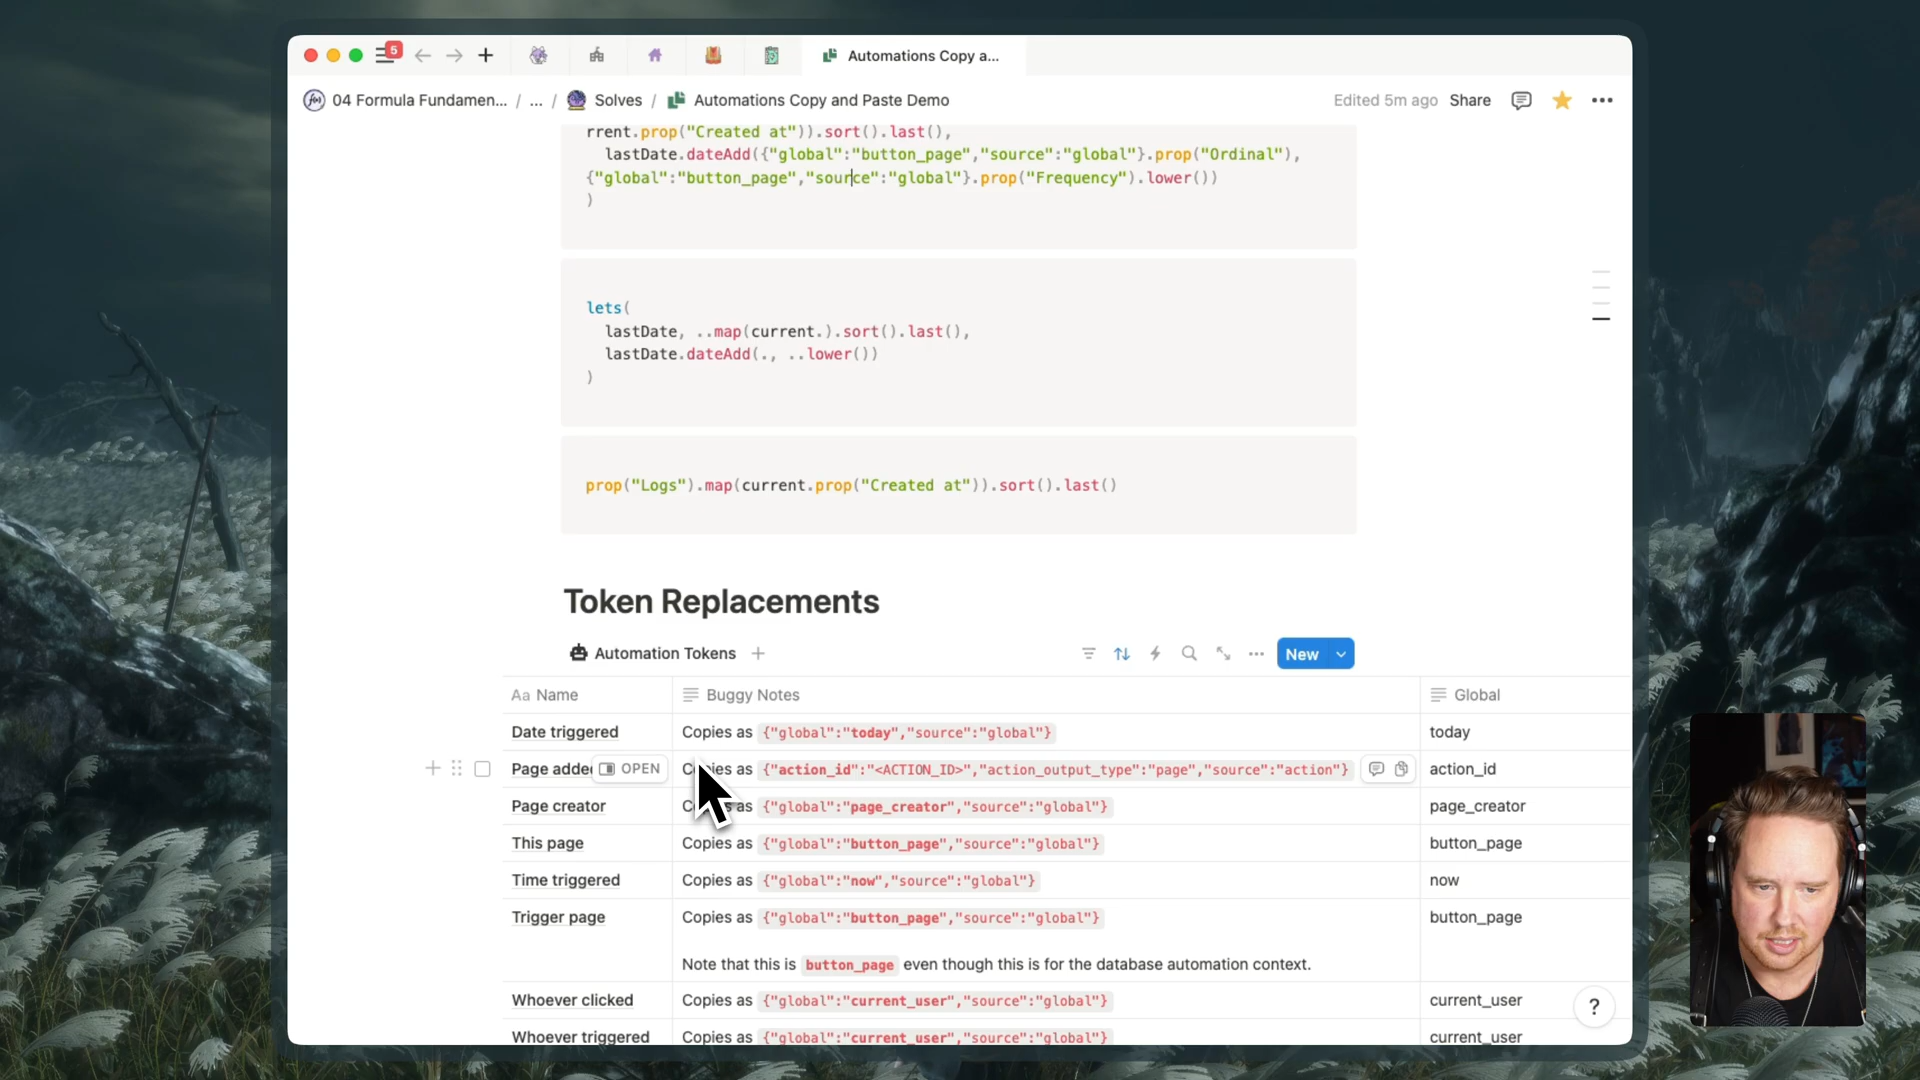 5
Automations Copy a...
04 Formula Fundamen... / ... / Solves / Automations Copy and Paste Demo
Edited 5m ago Share
rrent.prop("Created at")).sort().last(),
lastDate.dateAdd({"global":"button_page","source":"global"}.prop("Ordinal"),
{"global":"button_page","source":"global"}.prop("Frequency").lower())
)
lets(
lastDate, ..map(current.).sort().last(),
lastDate.dateAdd(., ..lower())
)
prop("Logs").map(current.prop("Created at")).sort().last()
Token Replacements
Automation Tokens
New
Aa Name Buggy Notes Global
Date triggered Copies as {"global":"today","source":"global"} today
Page adde OPEN Copies as {"action_id":"<ACTION_ID>","action_output_type":"page","source":"action"} action_id
Page creator Copies as {"global":"page_creator","source":"global"} page_creator
This page Copies as {"global":"button_page","source":"global"} button_page
Time triggered Copies as {"global":"now","source":"global"} now
Trigger page Copies as {"global":"button_page","source":"global"} button_page
Note that this is button_page even though this is for the database automation context.
Whoever clicked Copies as {"global":"current_user","source":"global"} current_user
?
Whoever triggered Copies as {"global":"current_user","source":"global"} current_user